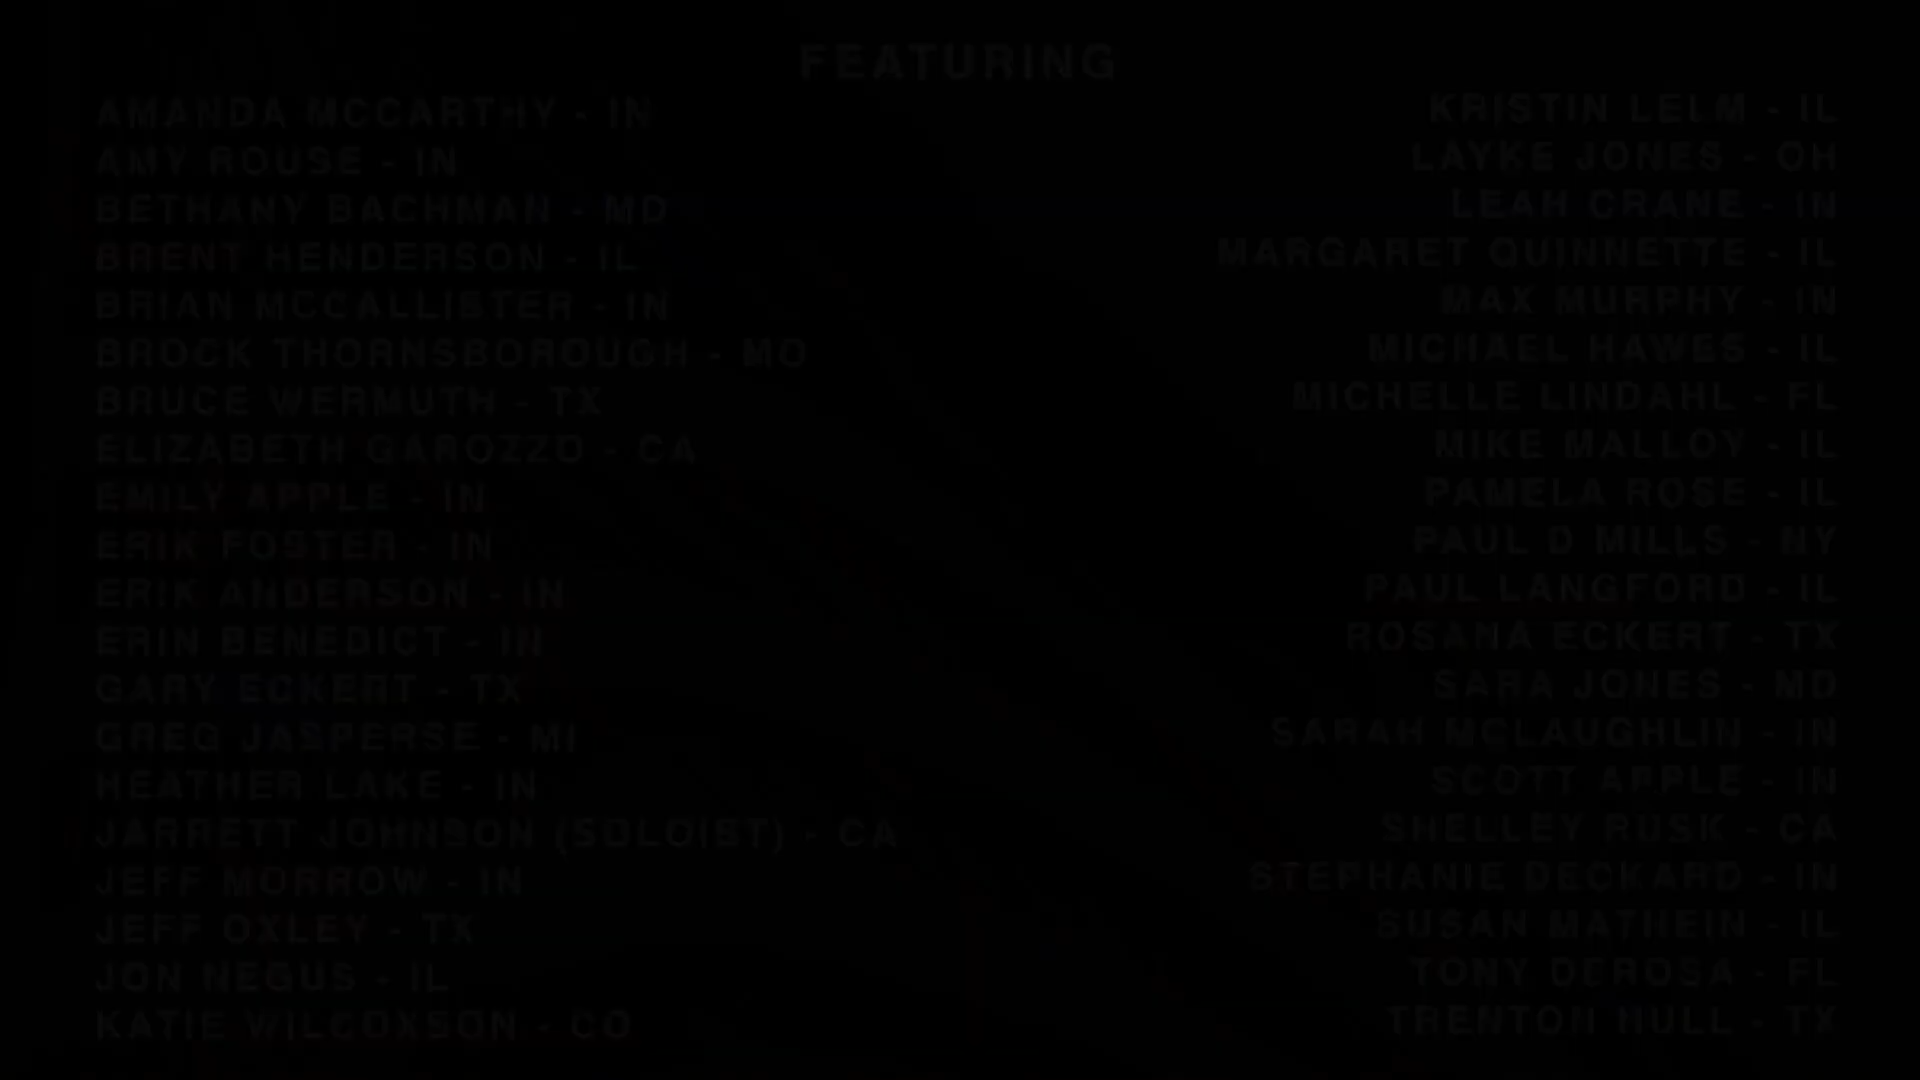 FEATURING
AMANDA MCCARTHY - IN
AMY ROUSE - IN
BETHANY BACHMAN - MD
BRENT HENDERSON - IL
BRIAN MCCALLISTER - IN
BROCK THORNSBOROUGH - MO
BRUCE WERMUTH - TX
ELIZABETH GAROZZO - CA
EMILY APPLE - IN
ERIK FOSTER - IN
ERIK ANDERSON - IN
ERIN BENEDICT - IN
GARY ECKERT - TX
GREG JASPERSE - MI
HEATHER LAKE - IN
JARRETT JOHNSON (SOLOIST) - CA
JEFF MORROW - IN
JEFF OXLEY - TX
JON NEGUS - IL
KATIE WILCOXSON - CO
KRISTIN LELM - IL
LAYKE JONES - OH
LEAH CRANE - IN
MARGARET QUINNETTE - IL
MAX MURPHY - IN
MICHAEL HAWES - IL
MICHELLE LINDAHL - FL
MIKE MALLOY - IL
PAMELA ROSE - IL
PAUL D MILLS - NY
PAUL LANGFORD - IL
ROSANA ECKERT - TX
SARA JONES - MD
SARAH MCLAUGHLIN - IN
SCOTT APPLE - IN
SHELLEY RUSK - CA
STEPHANIE DECKARD - IN
SUSAN - IL
TONY DEROSA - FL
TRENTON HULL - TX